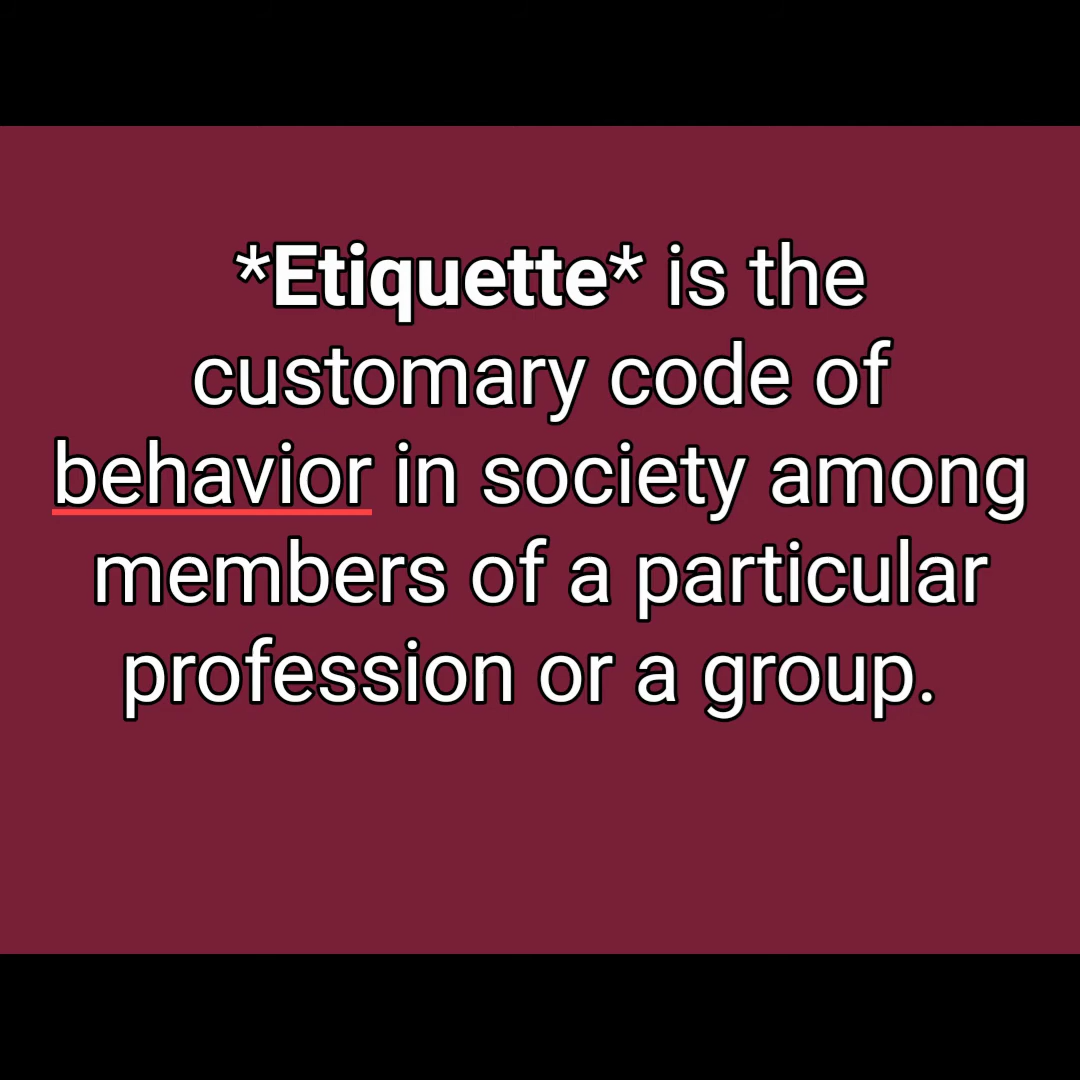 *Etiquette* is the
customary code of
behavior in society among
members of a particular
profession or a group.